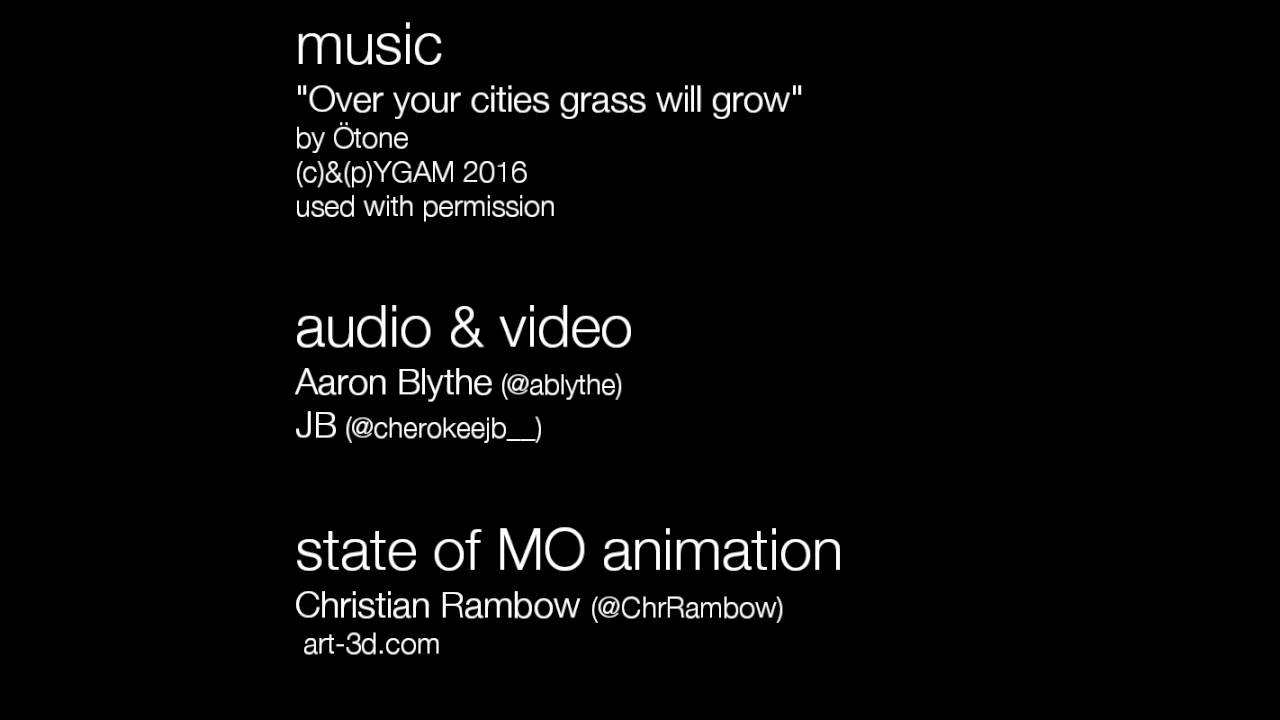 music
"Over your cities grass will grow"
by Ötone
(c)&(p)YGAM 2016
used with permission
audio & video
Aaron Blythe (@ablythe)
JB (@cherokeejb__)
state of MO animation
Christian Rambow (@ChrRambow)
art-3d.com